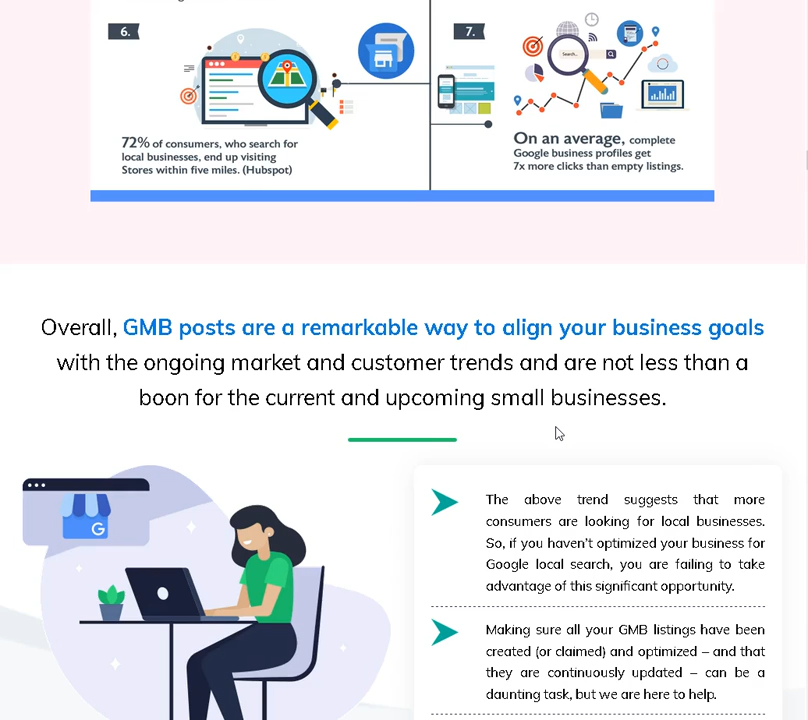 6.
72% of consumers, who search for
local businesses, end up visiting
Stores within five miles. (Hubspot)
7.
Search...
On an average, complete
Google business profiles get
7x more clicks than empty listings.
Overall, GMB posts are a remarkable way to align your business goals
with the ongoing market and customer trends and are not less than a
boon for the current and upcoming small businesses.
G
The above trend suggests that more
consumers are looking for local businesses.
So, if you haven't optimized your business for
Google local search, you are failing to take
advantage of this significant opportunity.
Making sure all your GMB listings have been
created (or claimed) and optimized – and that
they are continuously updated – can be a
daunting task, but we are here to help.